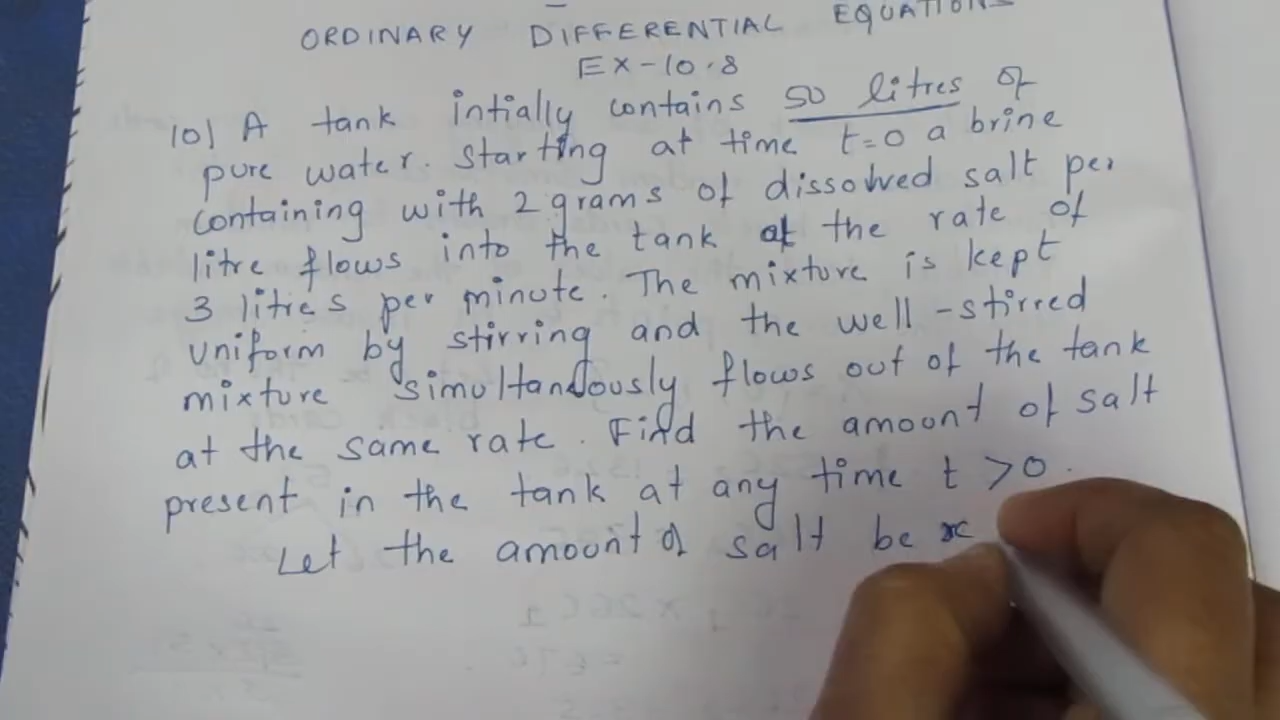 ORDINARY DIFFERENTIAL EQUATIONS
EX-10.8
10) A tank intially contains 50 litres of
pure water. Starting at time t=0 a brine
containing with 2 grams of dissolved salt per
litre flows into the tank at the rate of
3 litres per minute. The mixture is kept
uniform by stirring and the well-stirred
mixture simultaneously flows out of the tank
at the same rate. Find the amount of salt
present in the tank at any time t >0.
Let the amount of salt be x